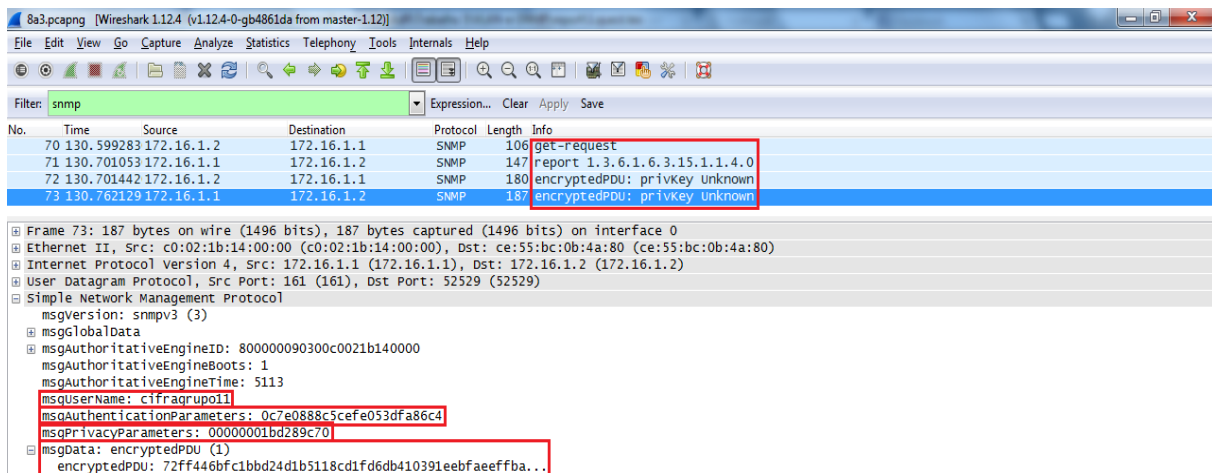 8a3.pcapng [Wireshark 1.12.4 (v1.12.4-0-gb4861da from master-1.12)]
File Edit View Go Capture Analyze Statistics Telephony Tools Internals Help
Filter: snmp Expression... Clear Apply Save
No. Time Source Destination Protocol Length Info
70 130.599283 172.16.1.2 172.16.1.1 SNMP 106 get-request
71 130.701053 172.16.1.1 172.16.1.2 SNMP 147 report 1.3.6.1.6.3.15.1.1.4.0
72 130.701442 172.16.1.2 172.16.1.1 SNMP 180 encryptedPDU: privKey Unknown
73 130.762129 172.16.1.1 172.16.1.2 SNMP 187 encryptedPDU: privKey Unknown
Frame 73: 187 bytes on wire (1496 bits), 187 bytes captured (1496 bits) on interface 0
Ethernet II, Src: c0:02:1b:14:00:00 (c0:02:1b:14:00:00), Dst: ce:55:bc:0b:4a:80 (ce:55:bc:0b:4a:80)
Internet Protocol Version 4, Src: 172.16.1.1 (172.16.1.1), Dst: 172.16.1.2 (172.16.1.2)
User Datagram Protocol, Src Port: 161 (161), Dst Port: 52529 (52529)
Simple Network Management Protocol
msgVersion: snmpv3 (3)
msgGlobalData
msgAuthoritativeEngineID: 800000090300c0021b140000
msgAuthoritativeEngineBoots: 1
msgAuthoritativeEngineTime: 5113
msgUserName: cifragrupo11
msgAuthenticationParameters: 0c7e0888c5cefe053dfa86c4
msgPrivacyParameters: 00000001bd289c70
msgData: encryptedPDU (1)
encryptedPDU: 72ff446bfc1bbd24d1b5118cd1fd6db410391eebfaeeffba...